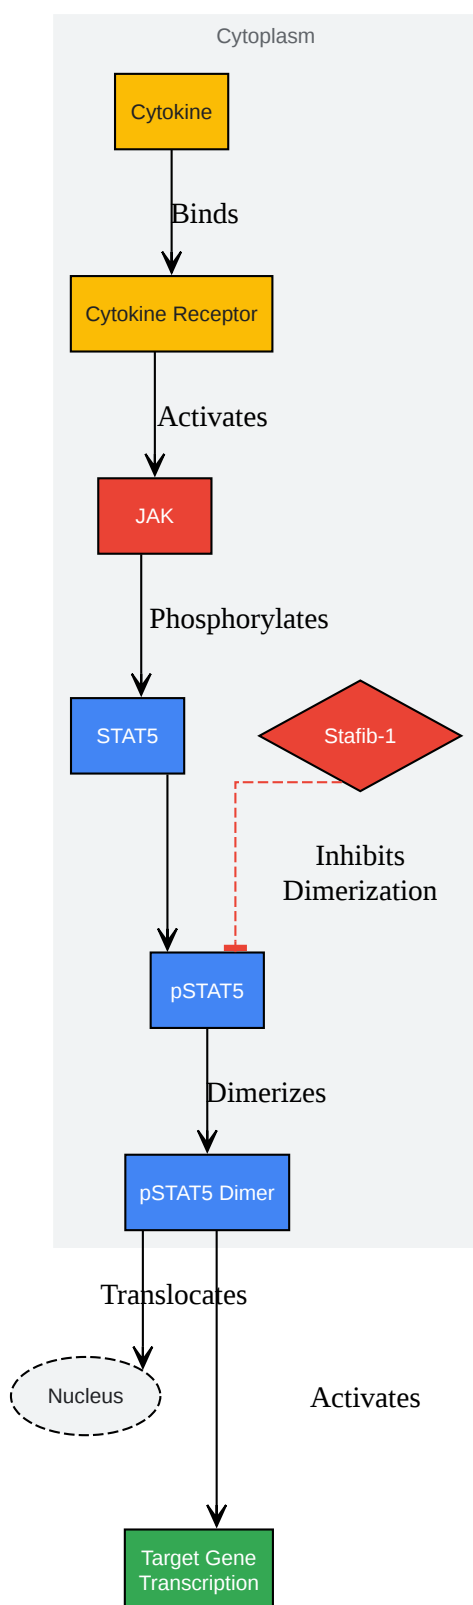 Cytoplasm
Cytokine
Binds
Cytokine Receptor
Activates
JAK
Phosphorylates
STAT5
Stafib-1
Inhibits
Dimerization
pSTAT5
Dimerizes
pSTAT5 Dimer
Translocates
Nucleus
Activates
Target Gene
Transcription